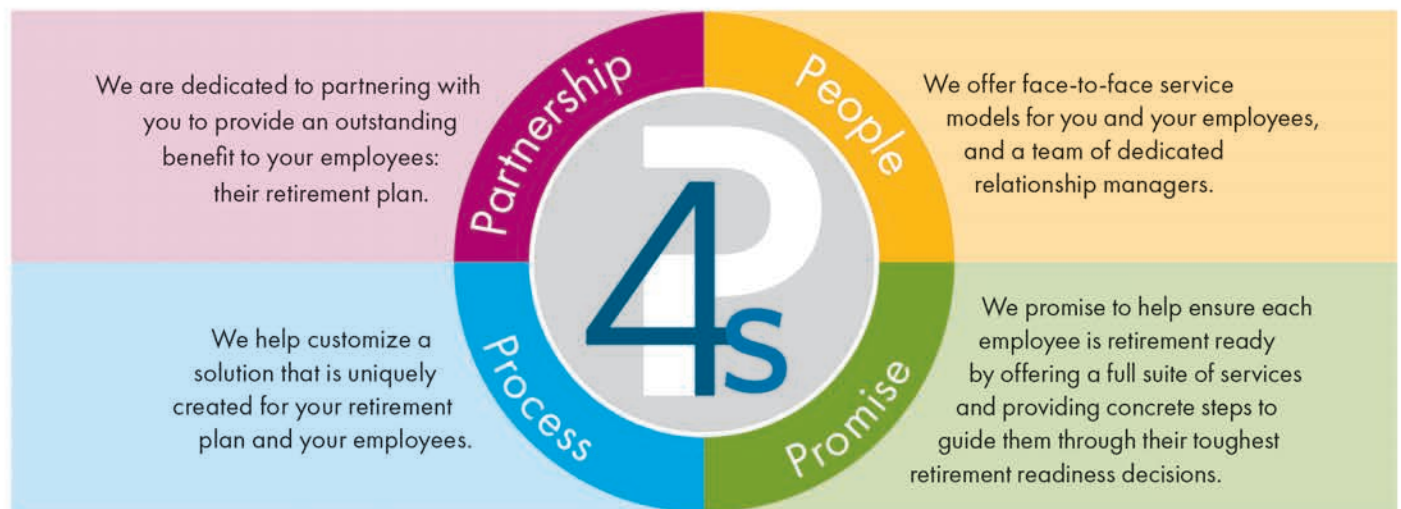 Partnership
We are dedicated to partnering with
you to provide an outstanding
benefit to your employees:
their retirement plan.
People
We offer face-to-face service
models for you and your employees,
and a team of dedicated
relationship managers.
4Ps
Process
We help customize a
solution that is uniquely
created for your retirement
plan and your employees.
Promise
We promise to help ensure each
employee is retirement ready
by offering a full suite of services
and providing concrete steps to
guide them through their toughest
retirement readiness decisions.